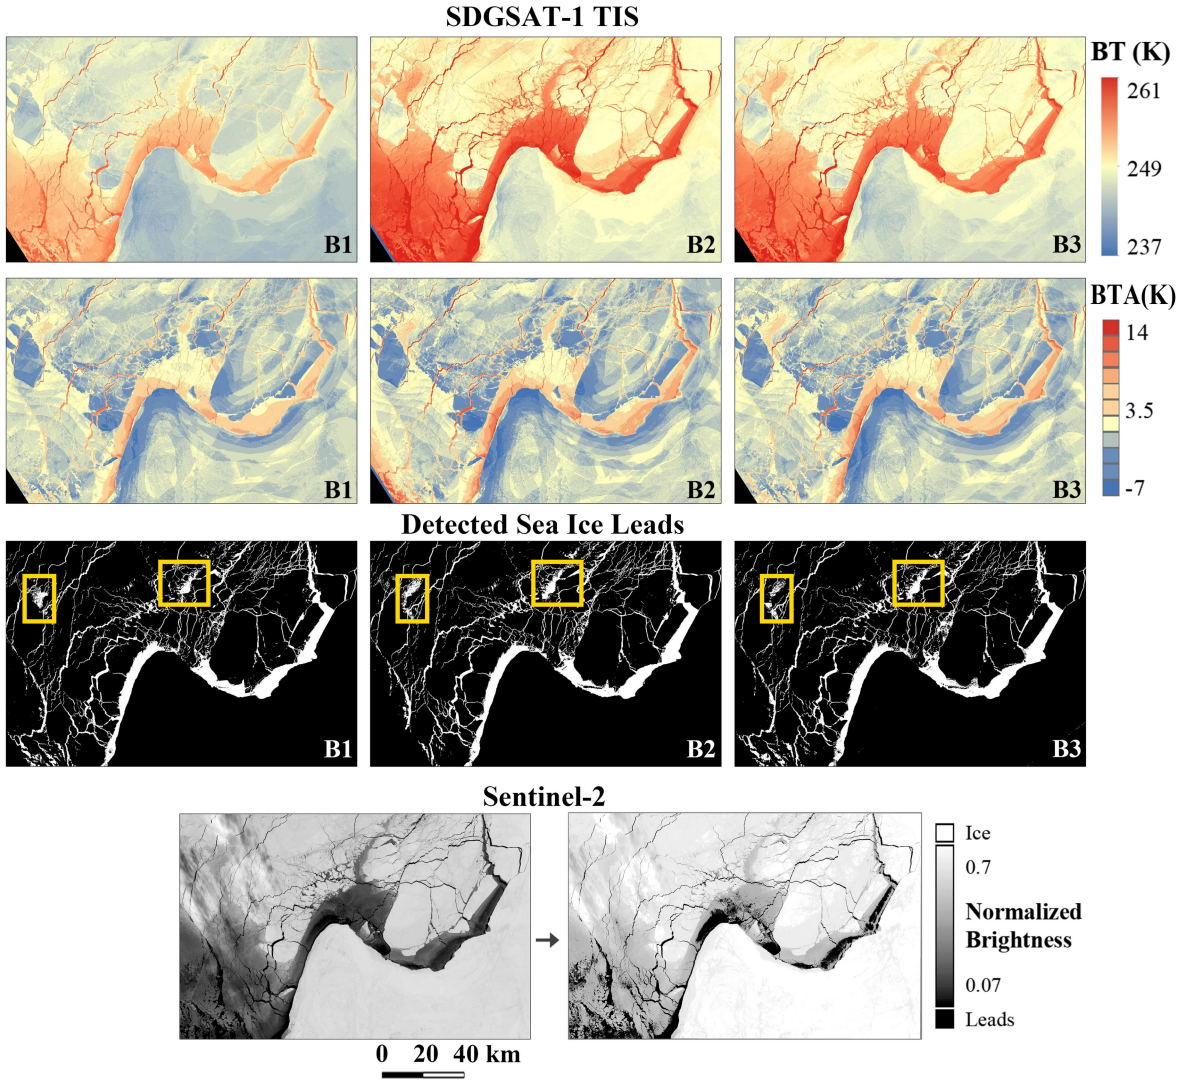 SDGSAT-1 TIS
B1
B2
B3
BT (K)
261
249
237
B1
B2
B3
BTA(K)
14
3.5
-7
Detected Sea Ice Leads
B1
B2
B3
Sentinel-2
Ice
0.7
Normalized
Brightness
0.07
Leads
0 20 40 km